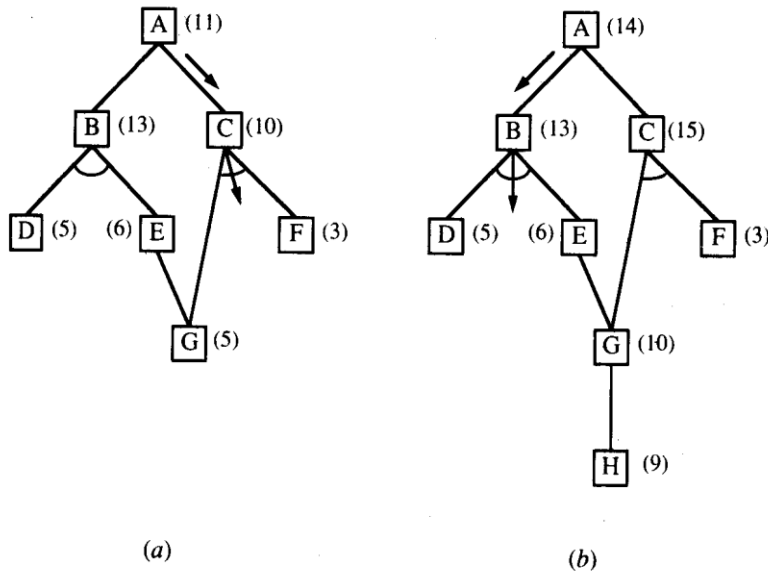 A (11)
B (13) C (10)
D (5) (6) E F (3)
G (5)
(a)
A (14)
B (13) C (15)
D (5) (6) E F (3)
G (10)
H (9)
(b)